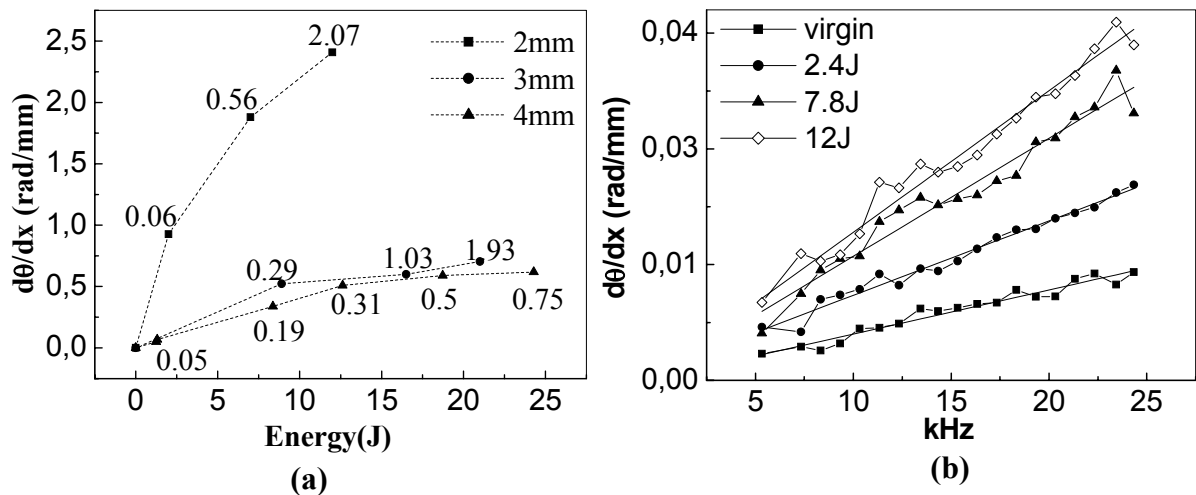 2,5
2,0
1,5
1,0
0,5
0,0
dθ/dx (rad/mm)
2.07
0.56
0.06
0.29
1.03
1.93
0.05
0.19
0.31
0.5
0.75
2mm
3mm
4mm
0 5 10 15 20 25
Energy(J)
(a)
0,04
0,03
0,01
0,00
dθ/dx (rad/mm)
virgin
2.4J
7.8J
12J
5 10 15 20 25
kHz
(b)